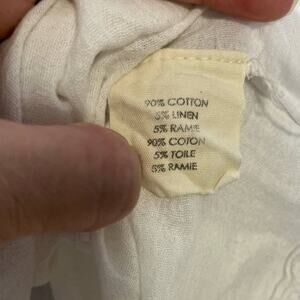 90% COTTON
5% LINEN
5% RAMIE
90% COTON
5% TOILE
5% RAMIE